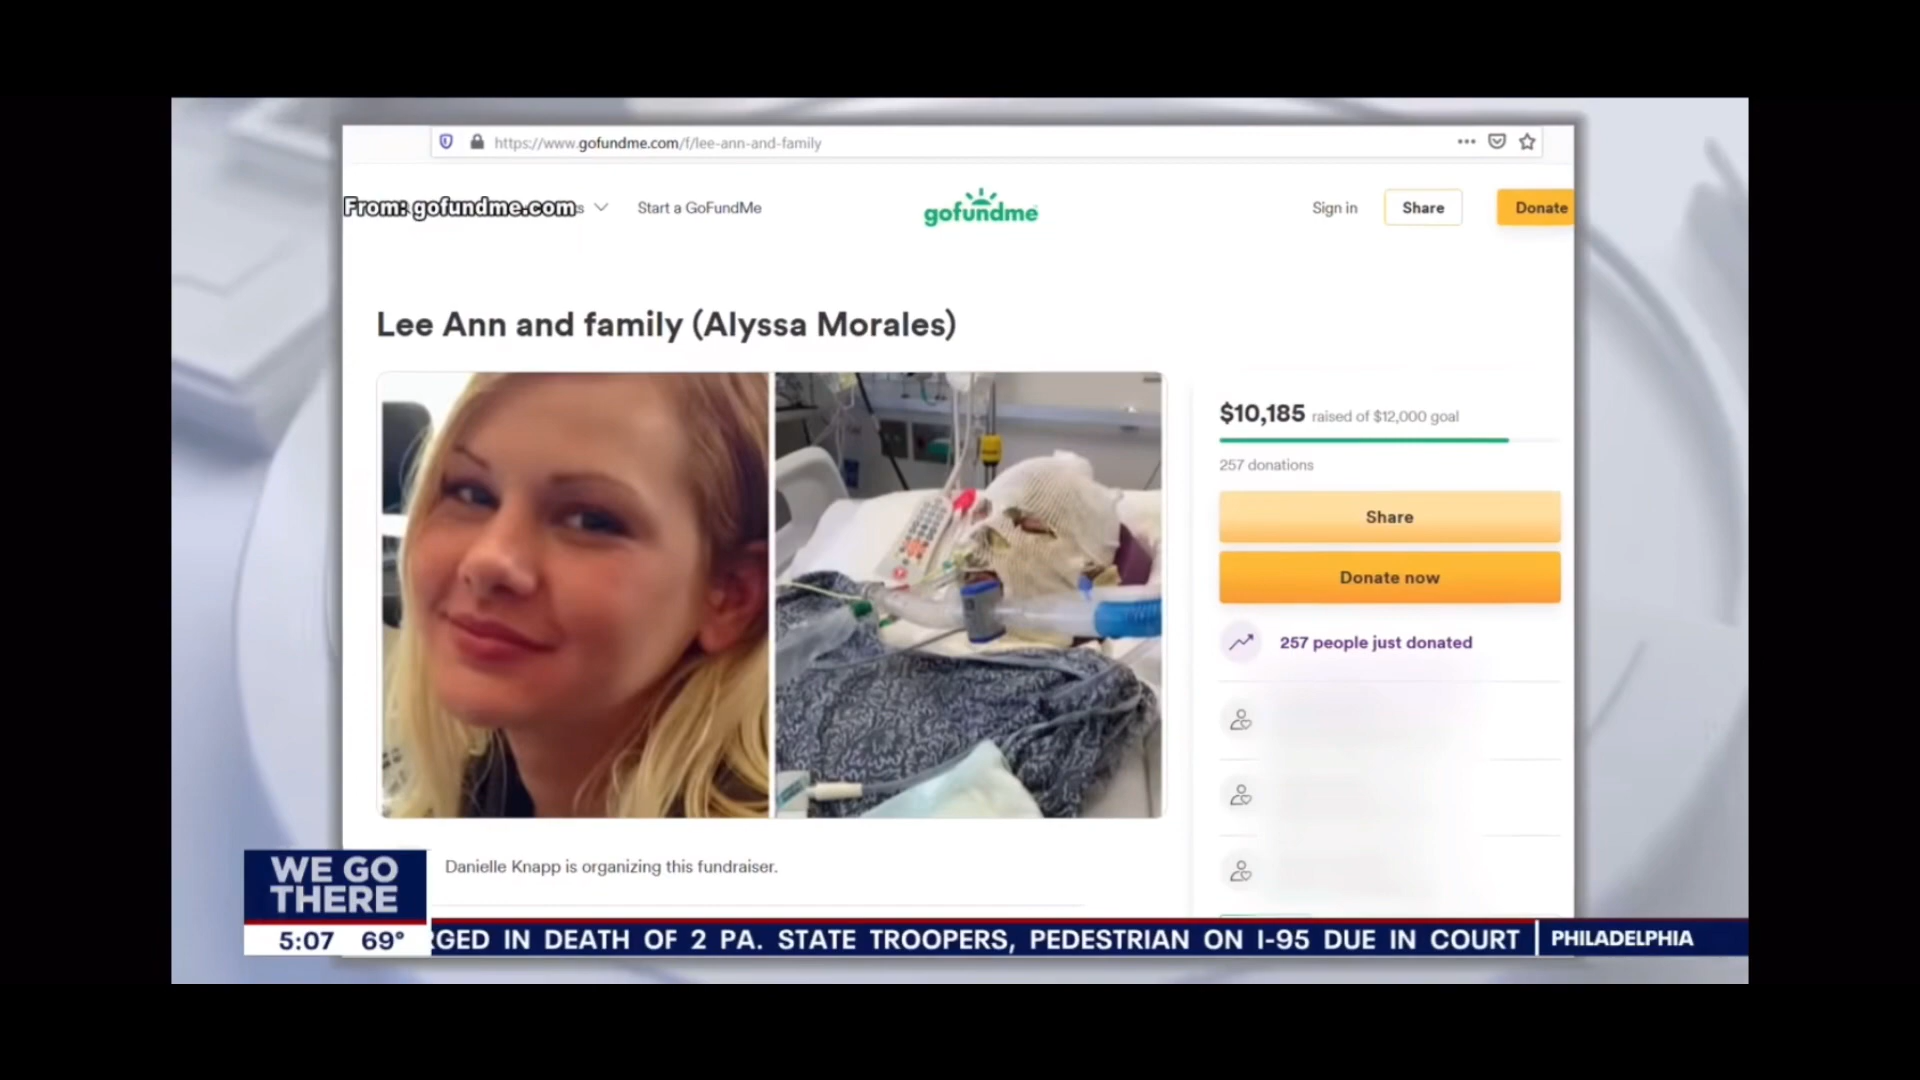 https://www.gofundme.com/f/lee-ann-and-family
From: gofundme.com
Start a GoFundMe
gofundme
Sign in
Share
Donate
Lee Ann and family (Alyssa Morales)
$10,185 raised of $12,000 goal
257 donations
Share
Donate now
257 people just donated
Danielle Knapp is organizing this fundraiser.
WE GO
THERE
5:07 69°
RGED IN DEATH OF 2 PA. STATE TROOPERS, PEDESTRIAN ON I-95 DUE IN COURT
PHILADELPHIA